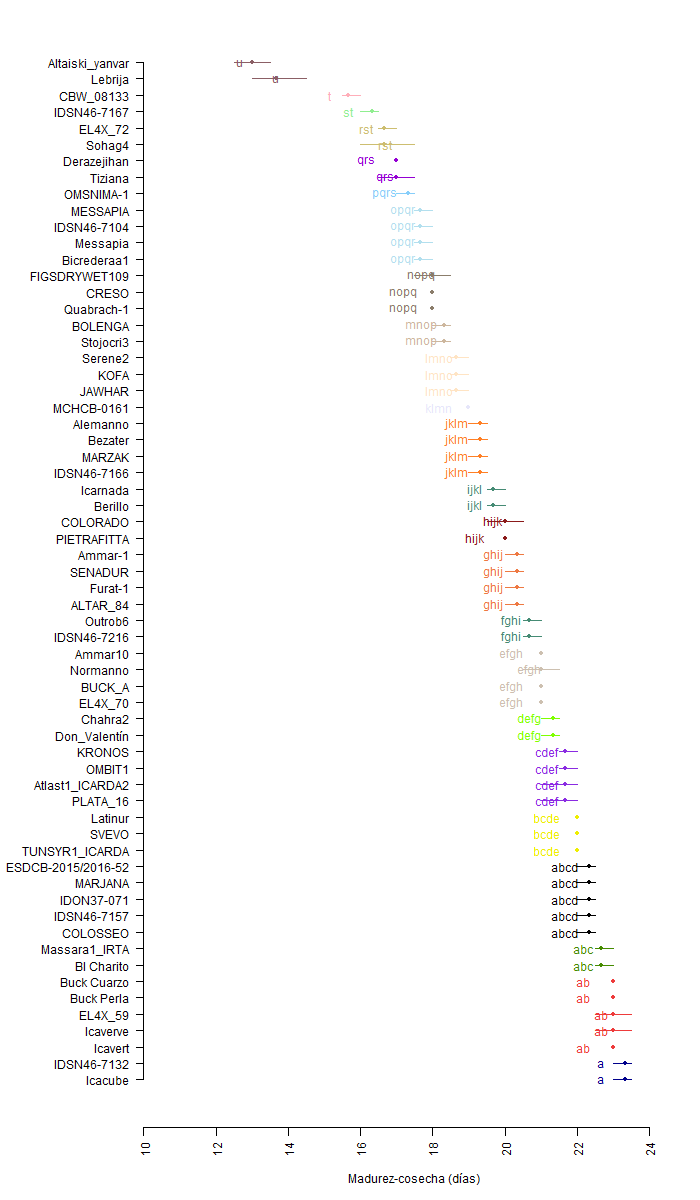 Altaiski_yanvar u
Lebrija u
CBW_08133 t
IDSN46-7167 st
EL4X_72 rst
Sohag4 rst
Derazejihan qrs
Tiziana qrs
OMSNIMA-1 pqrs
MESSAPIA opqr
IDSN46-7104 opqr
Messapia opqr
Bicrederaa1 opqr
FIGSDRYWET109 nopq
CRESO nopq
Quabrach-1 nopq
BOLENGA mnop
Stojocri3 mnop
Serene2 lmno
KOFA lmno
JAWHAR lmno
MCHCB-0161 klmn
Alemanno jklm
Bezater jklm
MARZAK jklm
IDSN46-7166 jklm
Icarnada ijkl
Berillo ijkl
COLORADO hijk
PIETRAFITTA hijk
Ammar-1 ghij
SENADUR ghij
Furat-1 ghij
ALTAR_84 ghij
Outrob6 fghi
IDSN46-7216 fghi
Ammar10 efgh
Normanno efgh
BUCK_A efgh
EL4X_70 efgh
Chahra2 defg
Don_Valentín defg
KRONOS cdef
OMBIT1 cdef
Atlast1_ICARDA2 cdef
PLATA_16 cdef
Latinur bcde
SVEVO bcde
TUNSYR1_ICARDA bcde
ESDCB-2015/2016-52 abcd
MARJANA abcd
IDON37-071 abcd
IDSN46-7157 abcd
COLOSSEO abcd
Massara1_IRTA abc
BI Charito abc
Buck Cuarzo ab
Buck Perla ab
EL4X_59 ab
Icaverve ab
Icavert ab
IDSN46-7132 a
Icacube a
10 12 14 16 18 20 22 24
Madurez-cosecha (días)